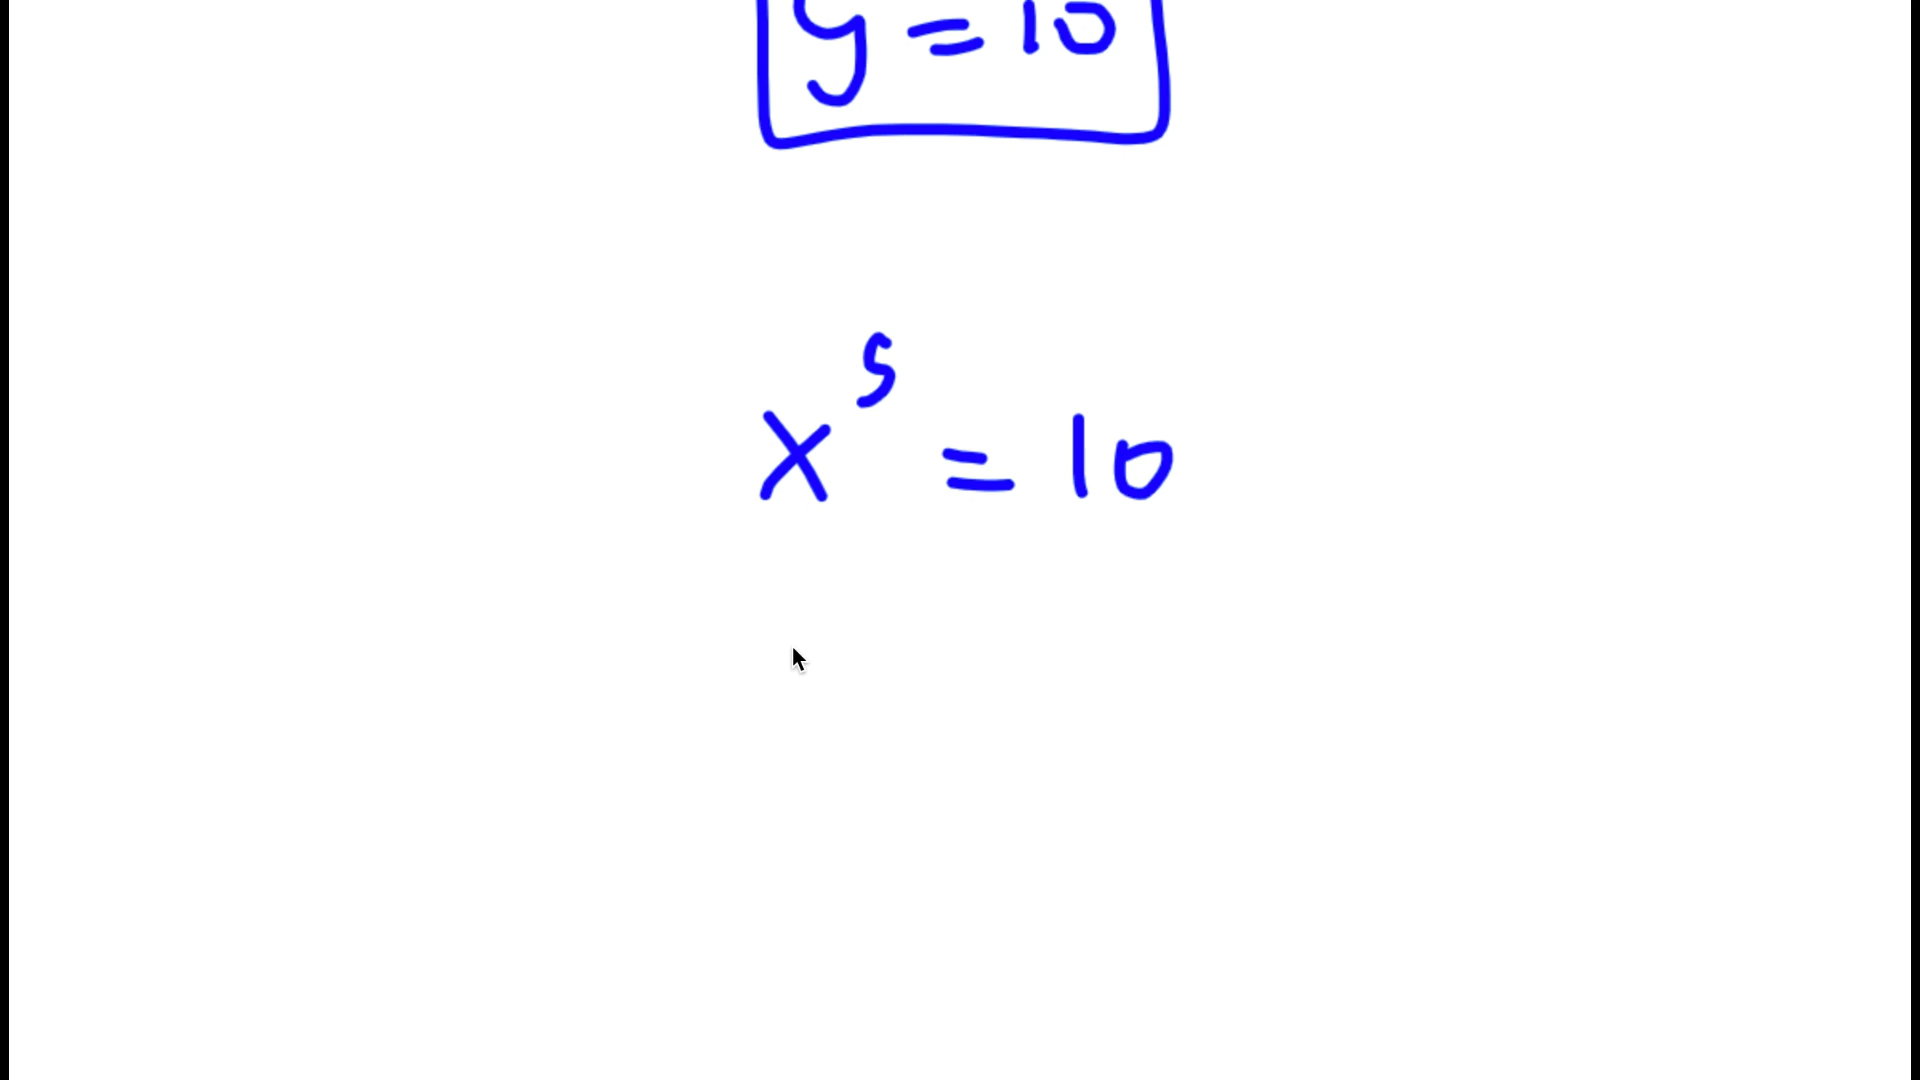 y = 10
x⁵ = 10